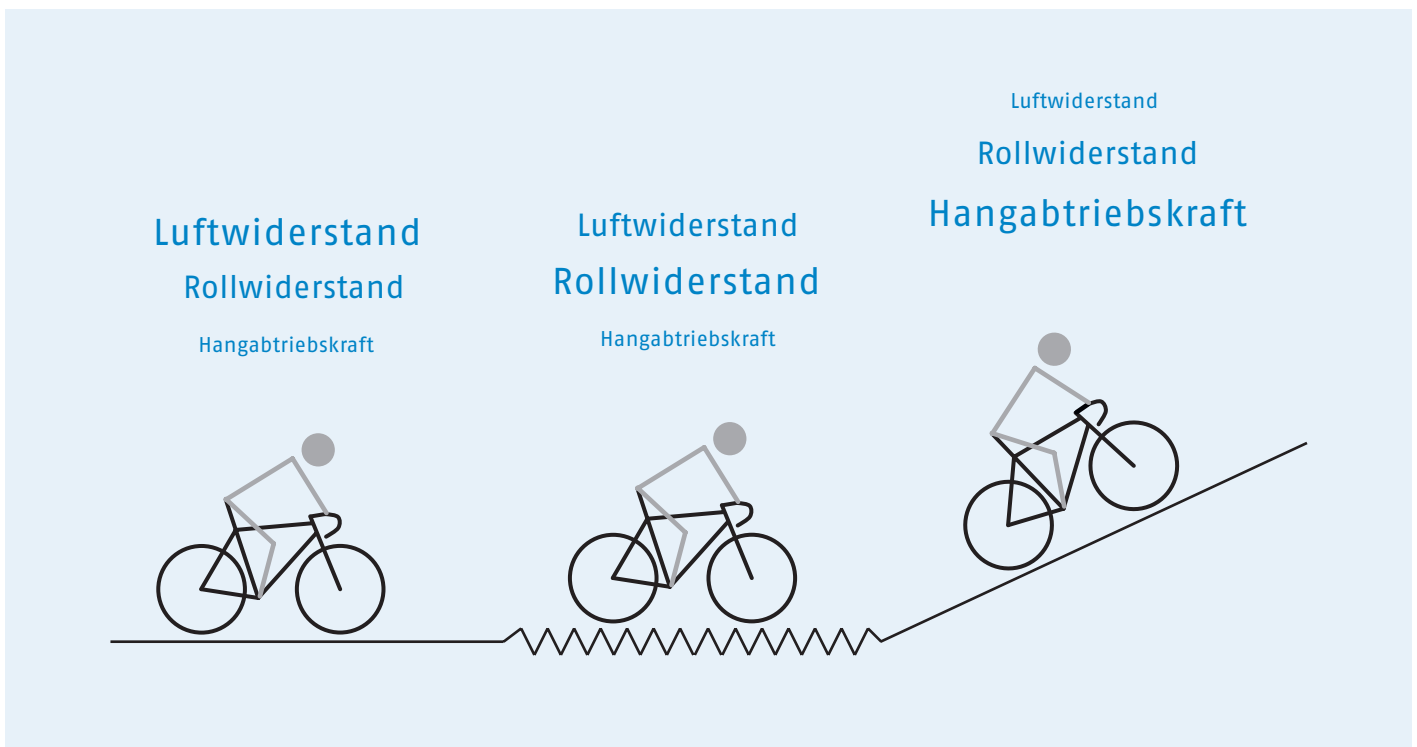 Luftwiderstand
Rollwiderstand
Hangabtriebskraft
Luftwiderstand
Rollwiderstand
Hangabtriebskraft
Luftwiderstand
Rollwiderstand
Hangabtriebskraft